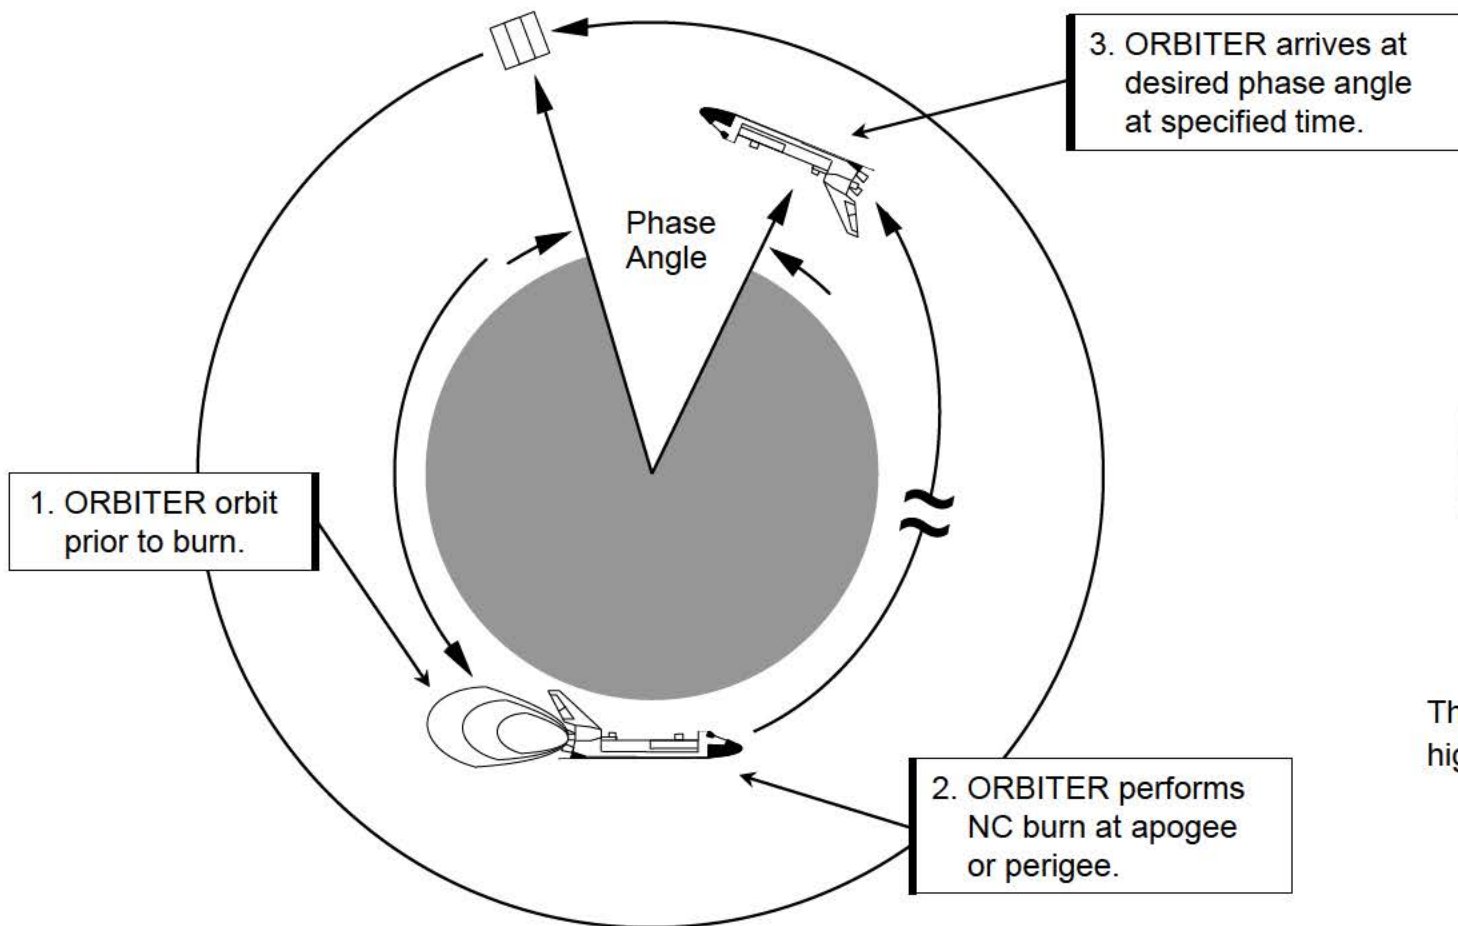 3. ORBITER arrives at
desired phase angle
at specified time.
Phase
Angle
1. ORBITER orbit
prior to burn.
2. ORBITER performs
NC burn at apogee
or perigee.